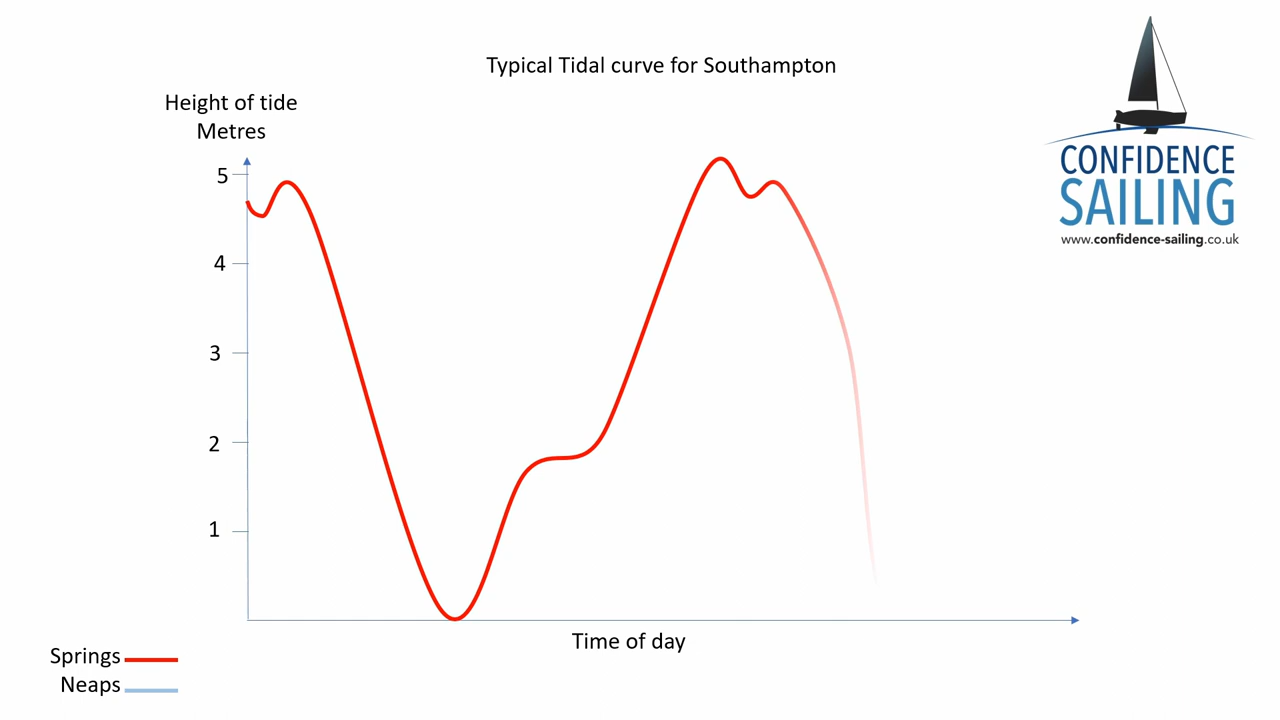 Typical Tidal curve for Southampton
Height of tide
Metres
5
4
3
2
1
Time of day
Springs
Neaps
CONFIDENCE
SAILING
www.confidence-sailing.co.uk